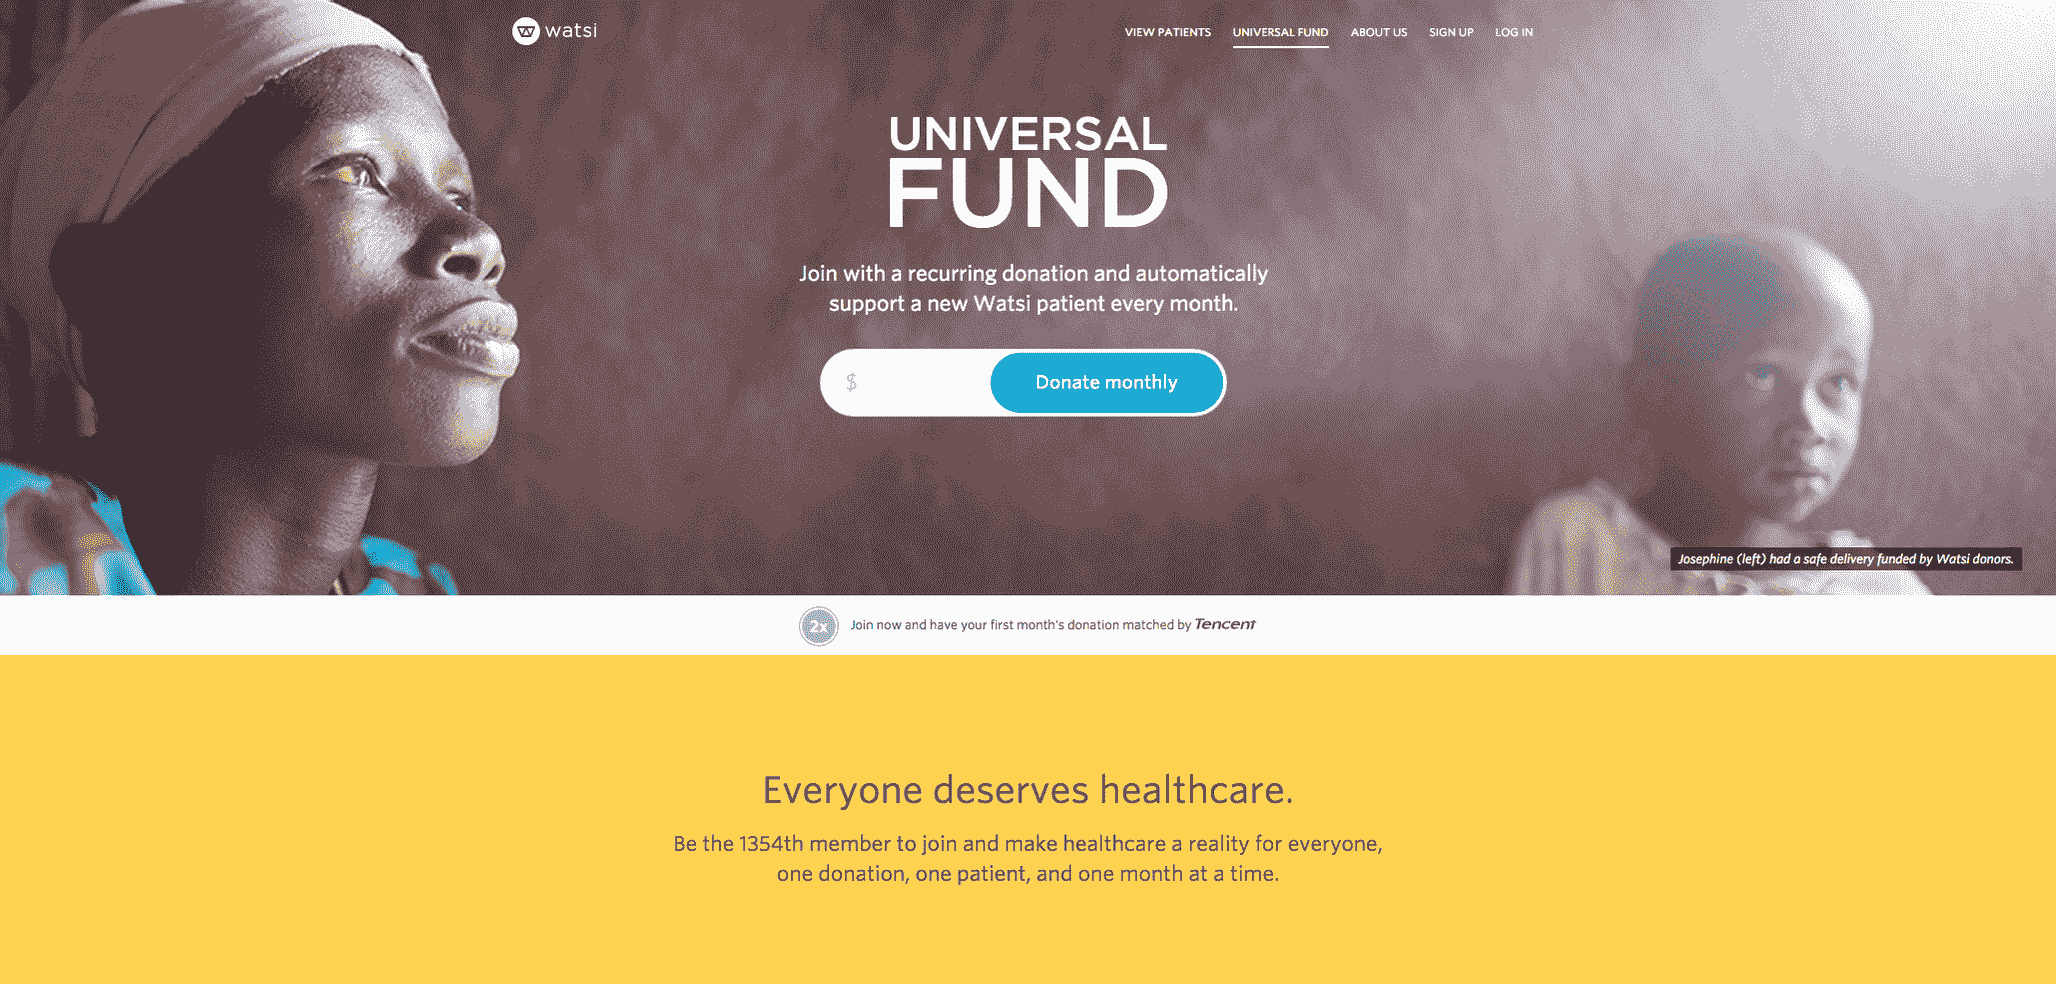 watsi
VIEW PATIENTS UNIVERSAL FUND ABOUT US SIGN UP LOG IN
UNIVERSAL
FUND
Join with a recurring donation and automatically
support a new Watsi patient every month.
$ Donate monthly
Josephine (left) had a safe delivery funded by Watsi donors.
2x Join now and have your first month's donation matched by Tencent
Everyone deserves healthcare.
Be the 1354th member to join and make healthcare a reality for everyone,
one donation, one patient, and one month at a time.